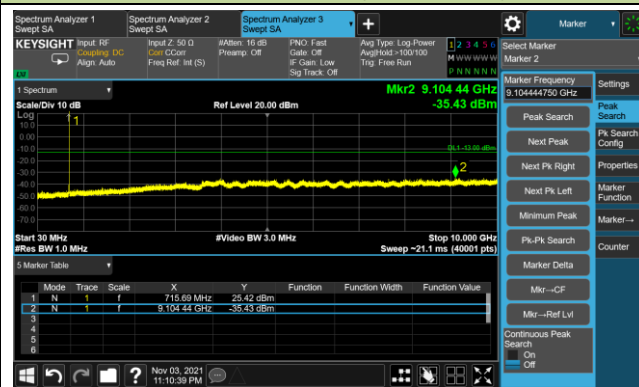 Spectrum Analyzer 1
Swept SA
Spectrum Analyzer 2
Swept SA
Spectrum Analyzer 3
Swept SA
Marker
KEYSIGHT
Input: RF
Coupling: DC
Align: Auto
Input Z: 50 Ω
Corr CCorr
Freq Ref: Int (S)
#Atten: 16 dB
Preamp: Off
PNO: Fast
Gate: Off
IF Gain: Low
Sig Track: Off
Avg Type: Log-Power
Avg|Hold:>100/100
Trig: Free Run
1 2 3 4 5 6
M W W W W W
P N N N N N
LXI
Select Marker
Marker 2
Marker Frequency
9.104444750 GHz
Settings
Peak Search
Peak Search
Next Peak
Pk Search Config
Next Pk Right
Properties
Next Pk Left
Marker Function
Minimum Peak
Marker→
Pk-Pk Search
Counter
Marker Delta
Mkr→CF
Mkr→Ref Lvl
Continuous Peak Search
On
Off
1 Spectrum
Scale/Div 10 dB
Ref Level 20.00 dBm
Mkr2 9.104 44 GHz
-35.43 dBm
Log
10.0
0.00
-10.0
-20.0
-30.0
-40.0
-50.0
-60.0
-70.0
1
2
DL1 -13.00 dBm
Start 30 MHz
#Video BW 3.0 MHz
Stop 10.000 GHz
#Res BW 1.0 MHz
Sweep ~21.1 ms (40001 pts)
5 Marker Table
Mode Trace Scale X Y Function Function Width Function Value
1 N 1 f 715.69 MHz 25.42 dBm
2 N 1 f 9.104 44 GHz -35.43 dBm
3
4
5
6
Nov 03, 2021
11:10:39 PM